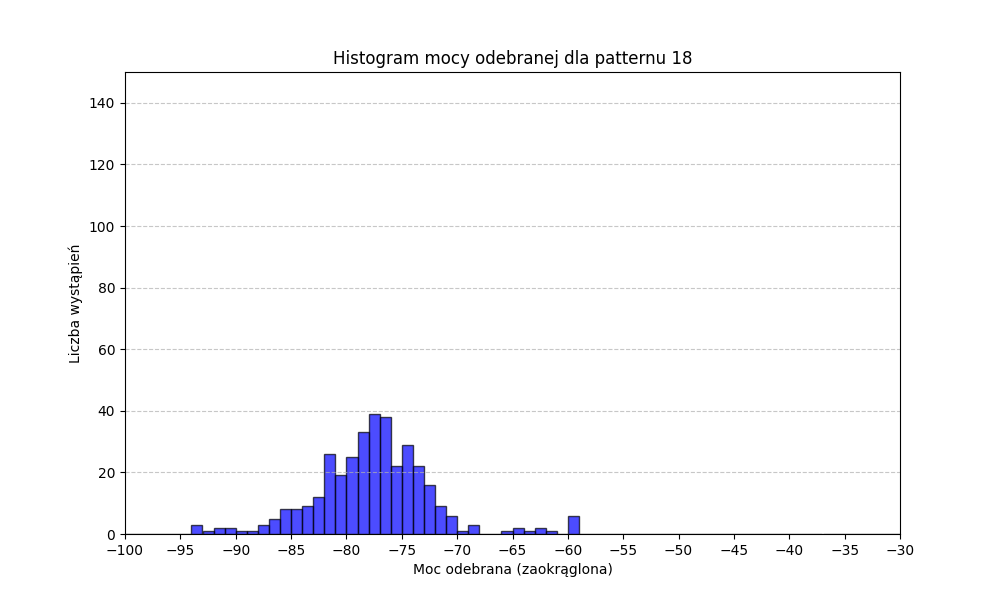 Histogram mocy odebranej dla patternu 18
140
120
100
80
60
40
20
0
Liczba wystąpień
−100 −95 −90 −85 −80 −75 −70 −65 −60 −55 −50 −45 −40 −35 −30
Moc odebrana (zaokrąglona)